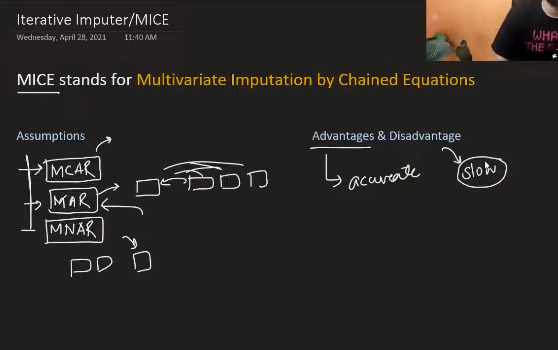 Iterative Imputer/MICE
Wednesday, April 28, 2021 11:40 AM
MICE stands for Multivariate Imputation by Chained Equations
Assumptions
Advantages & Disadvantage
MCAR
MAR
MNAR
accurate
slow
WHA
THE